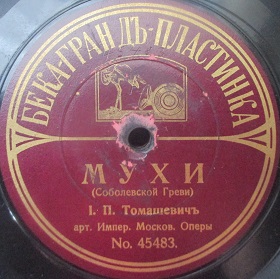 БЕКА-ГРАНДЪ-ПЛАСТИНКА
МУХИ
(Соболевской Греви)
I. П. Томашевичъ
арт. Импер. Москов. Оперы
No. 45483.